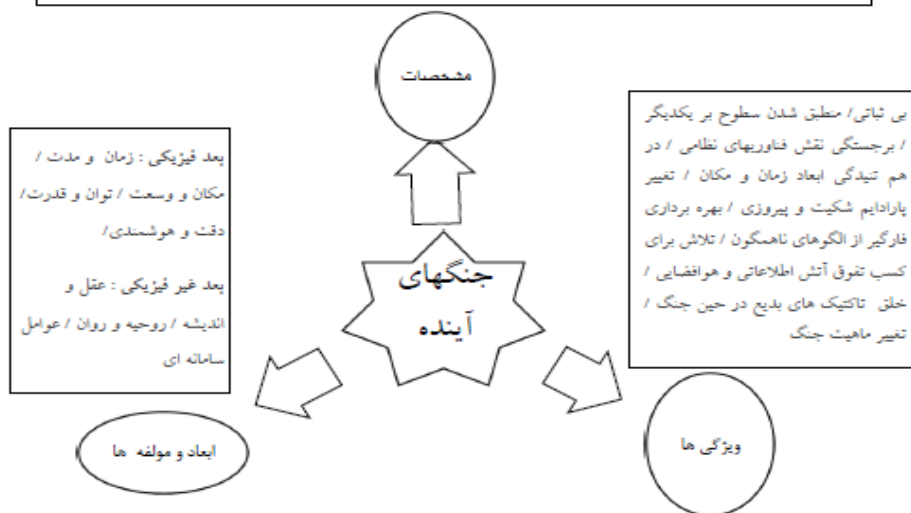 مشخصات
بی ثباتی/ منطبق شدن سطوح بر یکدیگر
/ برجستگی نقش فناوریهای نظامی / در
هم تنیدگی ابعاد زمان و مکان / تغییر
پارادایم شکیت و پیروزی / بهره برداری
فارگیر از الگوهای ناهمگون / تلاش برای
کسب تفوق آتش اطلاعاتی و هوافضایی /
خلق تاکتیک های بدیع در حین جنگ /
تغییر ماهیت جنگ
بعد فیزیکی : زمان و مدت /
مکان و وسعت / توان و قدرت/
دقت و هوشمندی/
بعد غیر فیزیکی : عقل و
اندیشه / روحیه و روان / عوامل
سامانه ای
جنگهای
آینده
ویژگی ها
ابعاد و مولفه ها